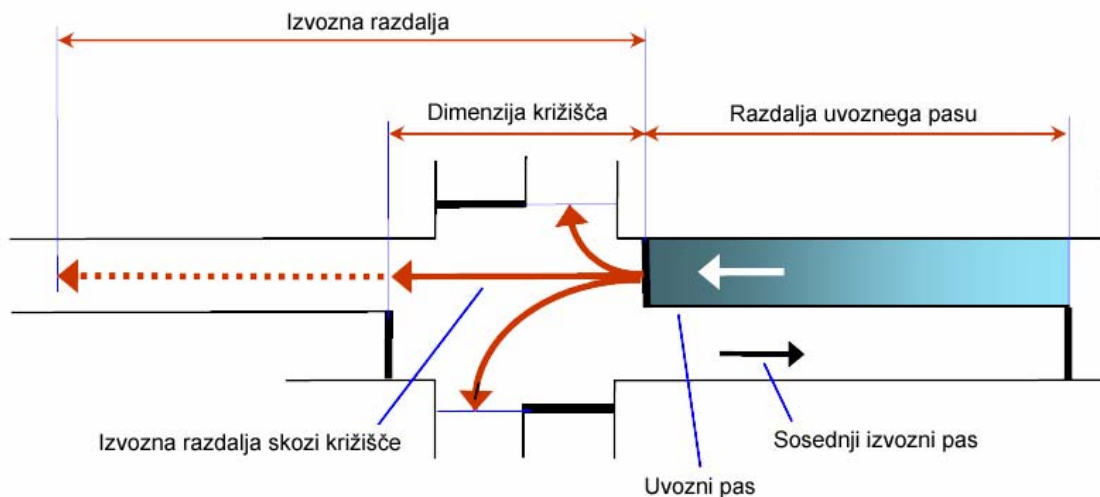 Izvozna razdalja
Dimenzija križišča
Razdalja uvoznega pasu
Izvozna razdalja skozi križišče
Sosednji izvozni pas
Uvozni pas